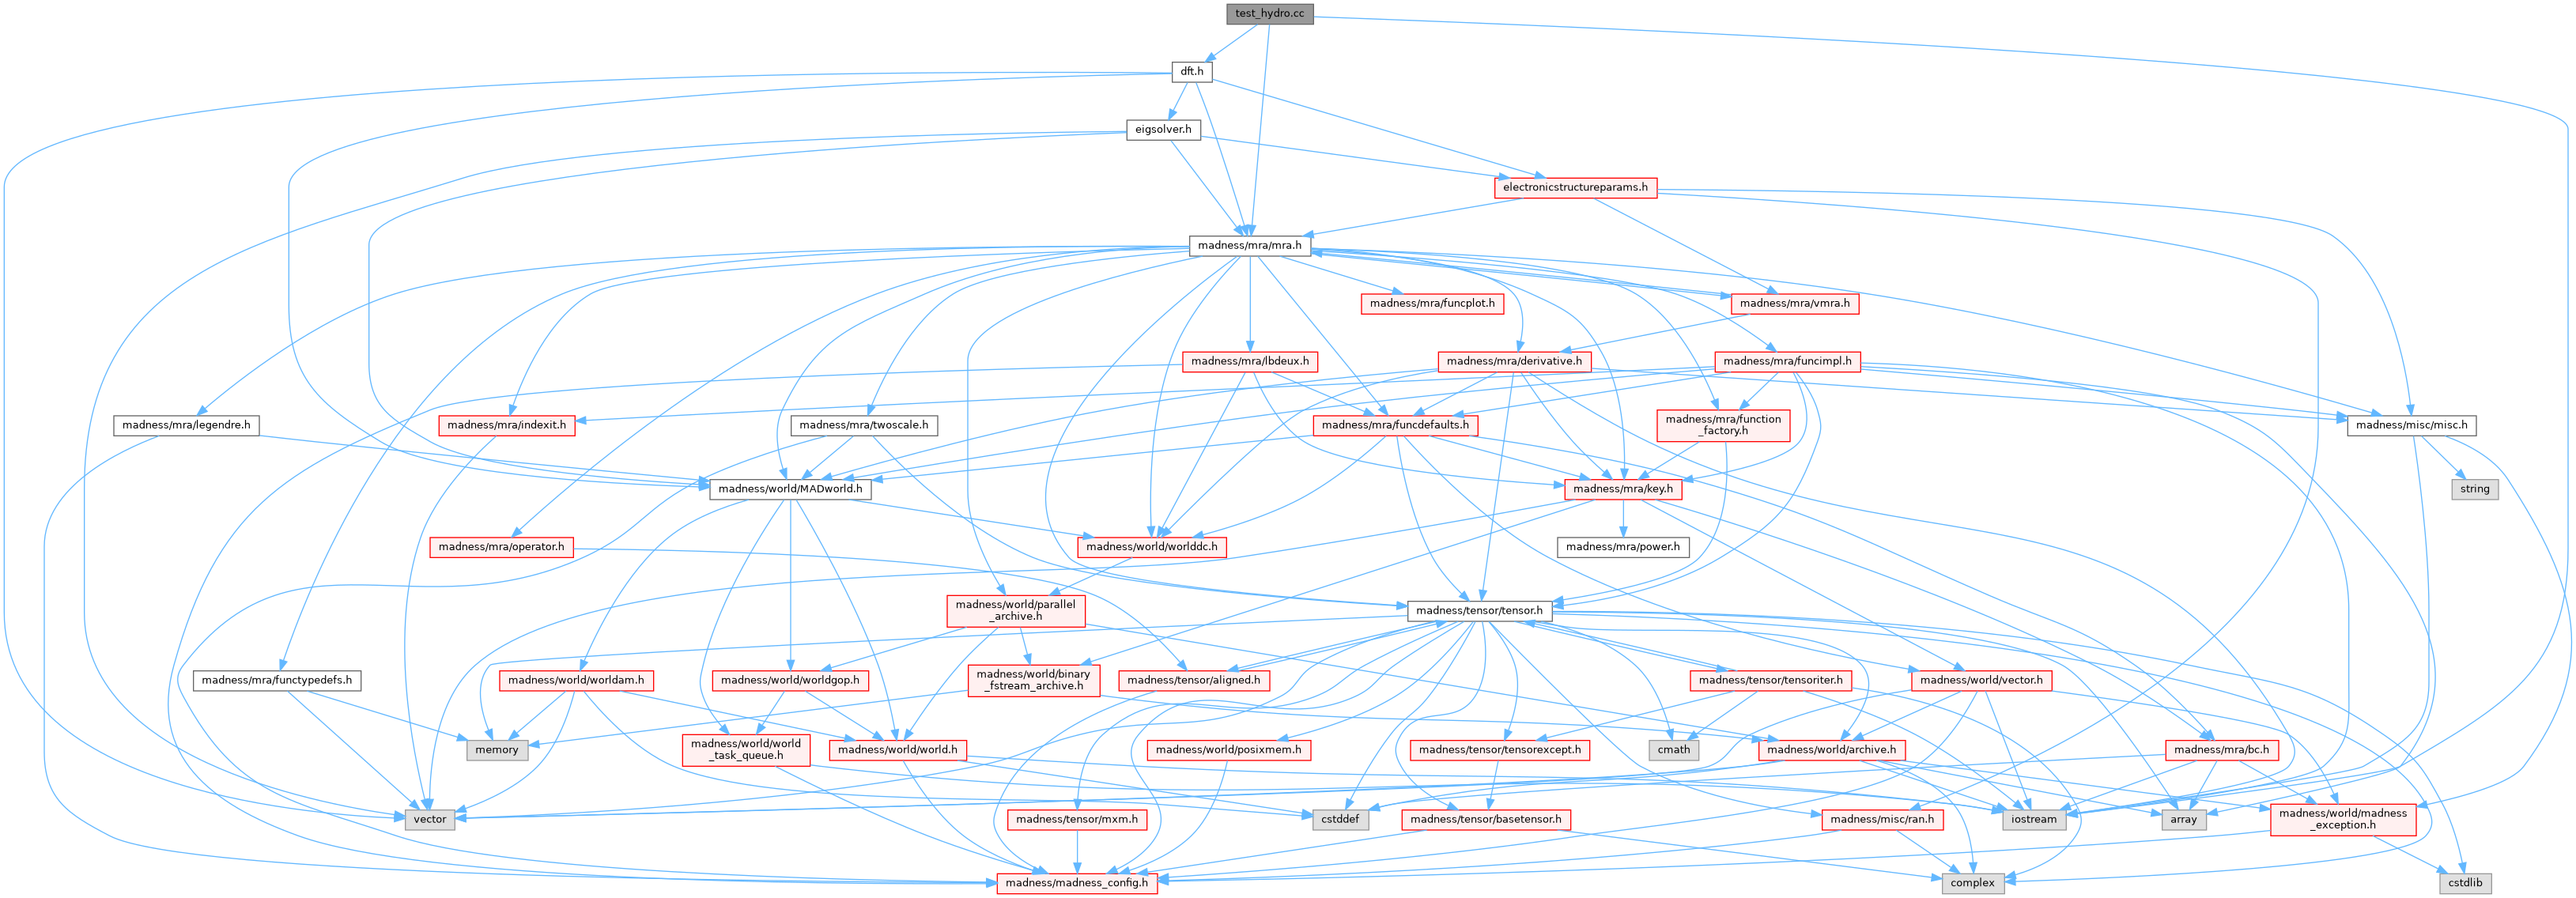 test_hydro.cc
dft.h
eigsolver.h
electronicstructureparams.h
madness/mra/mra.h
madness/mra/funcplot.h
madness/mra/vmra.h
madness/mra/lbdeux.h
madness/mra/derivative.h
madness/mra/funcimpl.h
madness/mra/legendre.h
madness/mra/indexit.h
madness/mra/twoscale.h
madness/mra/funcdefaults.h
madness/mra/function
_factory.h
madness/misc/misc.h
madness/world/MADworld.h
madness/mra/key.h
string
madness/mra/operator.h
madness/world/worlddc.h
madness/mra/power.h
madness/world/parallel
_archive.h
madness/tensor/tensor.h
madness/mra/functypedefs.h
madness/world/worldam.h
madness/world/worldgop.h
madness/world/binary
_fstream_archive.h
madness/tensor/aligned.h
madness/tensor/tensoriter.h
madness/world/vector.h
memory
madness/world/world
_task_queue.h
madness/world/world.h
madness/world/posixmem.h
madness/tensor/tensorexcept.h
cmath
madness/world/archive.h
madness/mra/bc.h
vector
cstddef
madness/tensor/mxm.h
madness/tensor/basetensor.h
madness/misc/ran.h
iostream
array
madness/world/madness
_exception.h
madness/madness_config.h
complex
cstdlib